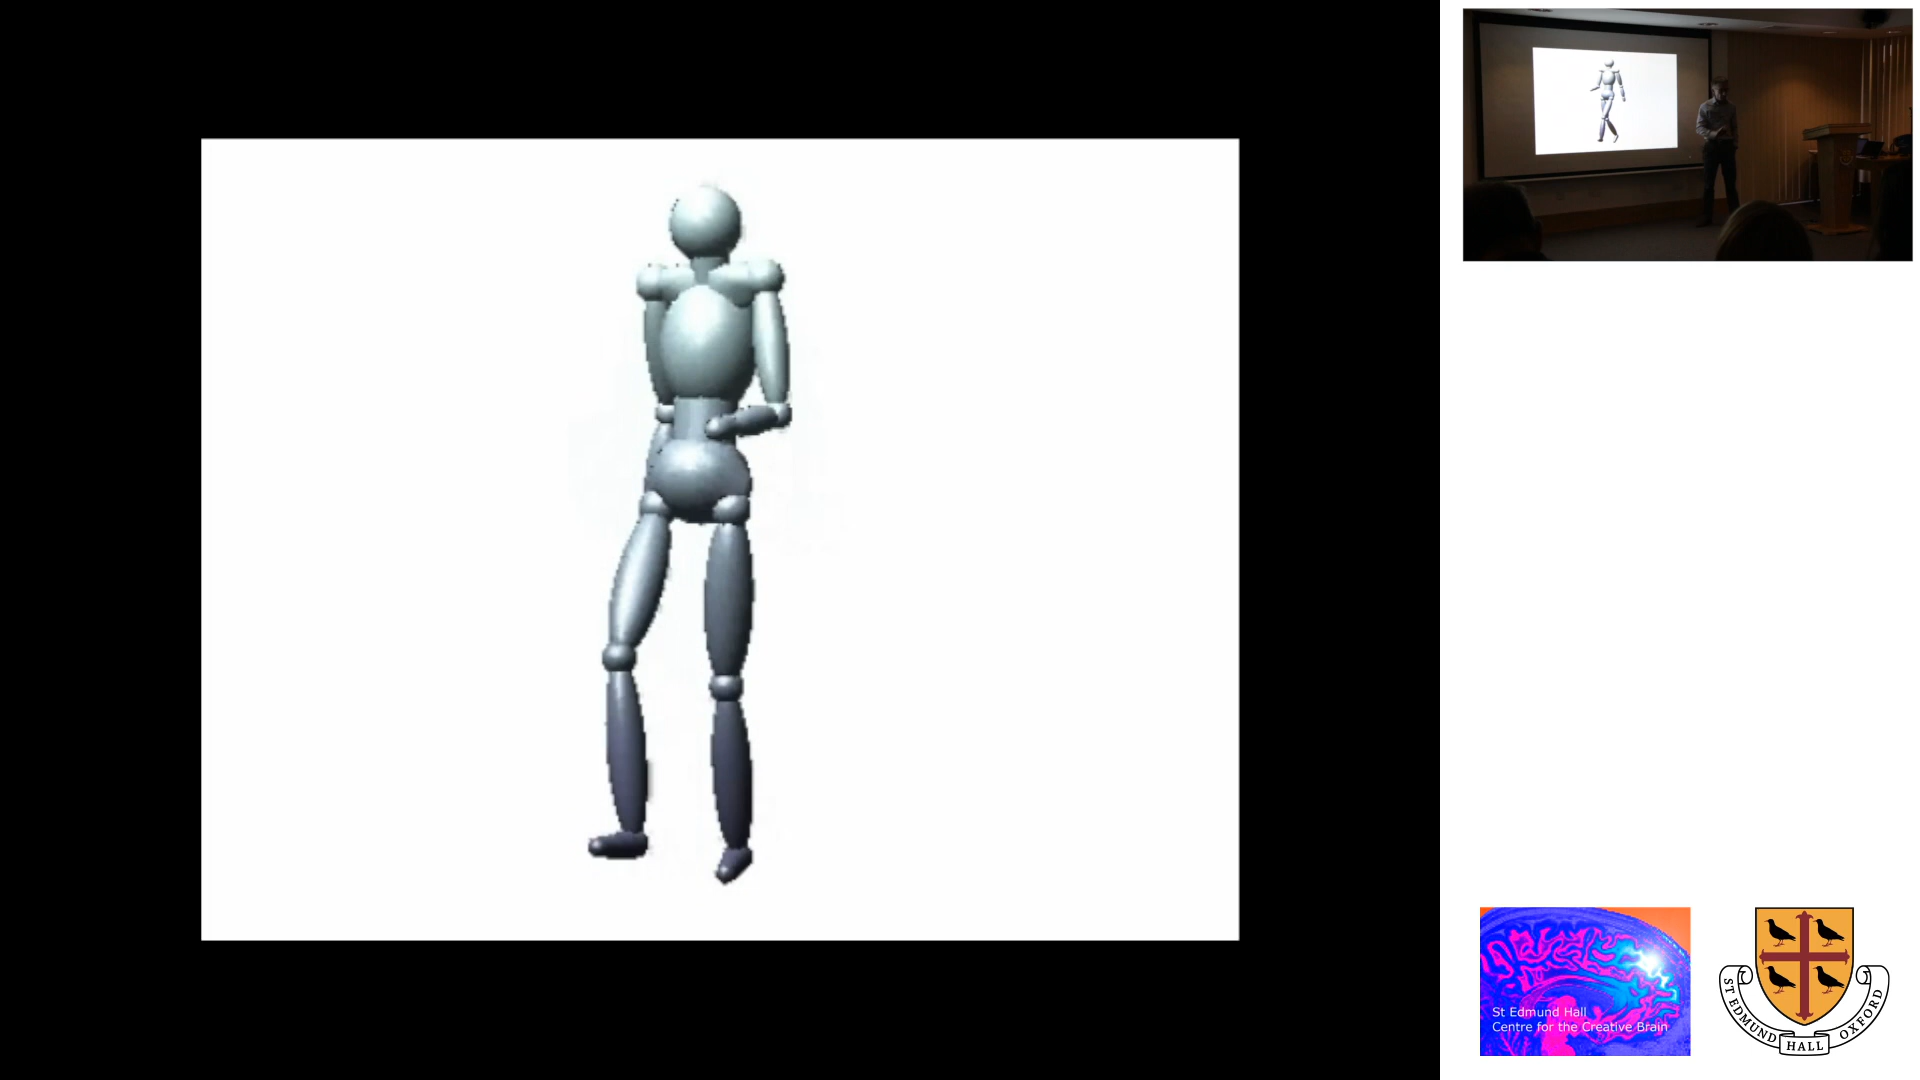 St Edmund Hall
Centre for the Creative Brain
ST EDMUND HALL OXFORD